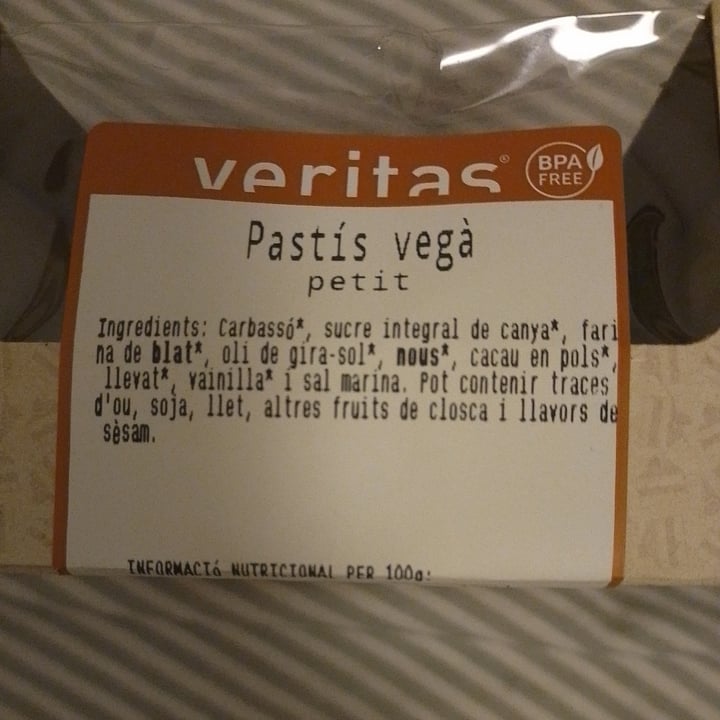 veritas®
BPA
FREE
Pastís vegà
petit
Ingredients: Carbassó*, sucre integral de canya*, fari
na de blat*, oli de gira-sol*, nous*, cacau en pols*,
llevat*, vainilla* i sal marina. Pot contenir traces
d'ou, soja, llet, altres fruits de closca i llavors de
sèsam.
INFORMACIó NUTRICIONAL PER 100g: